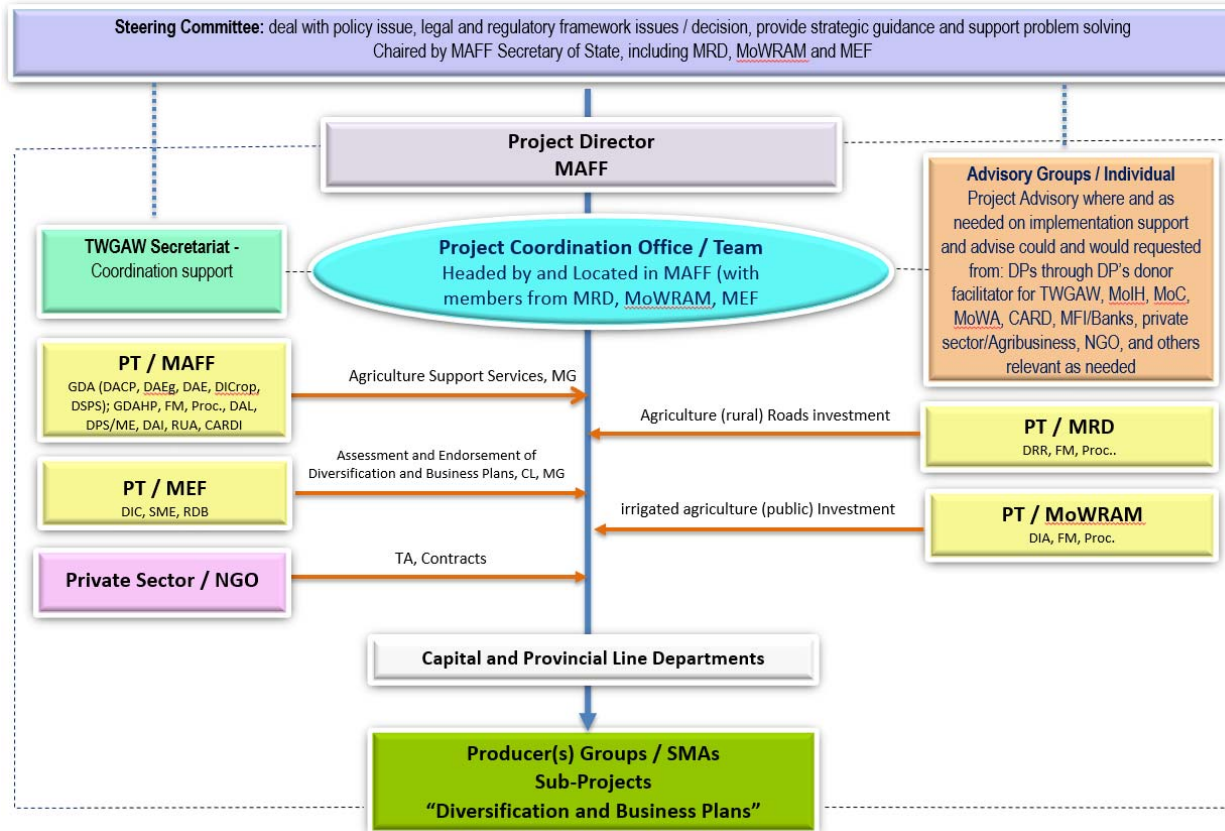 Steering Committee: deal with policy issue, legal and regulatory framework issues / decision, provide strategic guidance and support problem solving
Chaired by MAFF Secretary of State, including MRD, MoWRAM and MEF
Project Director
MAFF
Advisory Groups / Individual
Project Advisory where and as
needed on implementation support
and advise could and would requested
from: DPs through DP's donor
facilitator for TWGAW, MoIH, MoC,
MoWA, CARD, MFI/Banks, private
sector/Agribusiness, NGO, and others
relevant as needed
TWGAW Secretariat -
Coordination support
Project Coordination Office / Team
Headed by and Located in MAFF (with
members from MRD, MoWRAM, MEF
PT / MAFF
GDA (DACP, DAEg, DAE, DICrop,
DSPS); GDAHP, FM, Proc., DAL,
DPS/ME, DAI, RUA, CARDI
Agriculture Support Services, MG
Agriculture (rural) Roads investment
PT / MRD
DRR, FM, Proc..
PT / MEF
DIC, SME, RDB
Assessment and Endorsement of
Diversification and Business Plans, CL, MG
irrigated agriculture (public) Investment
PT / MoWRAM
DIA, FM, Proc.
Private Sector / NGO
TA, Contracts
Capital and Provincial Line Departments
Producer(s) Groups / SMAs
Sub-Projects
“Diversification and Business Plans”